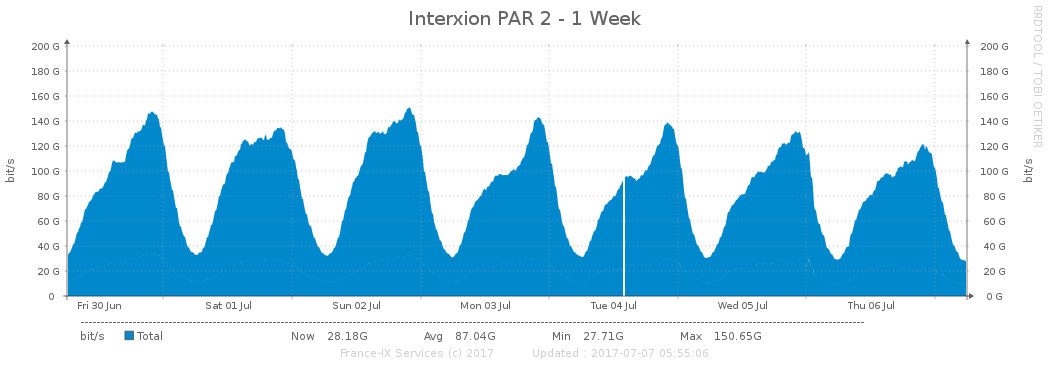 Interxion PAR 2 - 1 Week
RRDTOOL / TOBI OETIKER
200 G 200 G
180 G 180 G
160 G 160 G
140 G 140 G
120 G 120 G
100 G 100 G
80 G 80 G
60 G 60 G
40 G 40 G
20 G 20 G
0 0 G
bit/s bit/s
Fri 30 Jun Sat 01 Jul Sun 02 Jul Mon 03 Jul Tue 04 Jul Wed 05 Jul Thu 06 Jul
bit/s Total Now 28.18G Avg 87.04G Min 27.71G Max 150.65G
France-IX Services (c) 2017 Updated : 2017-07-07 05:55:06